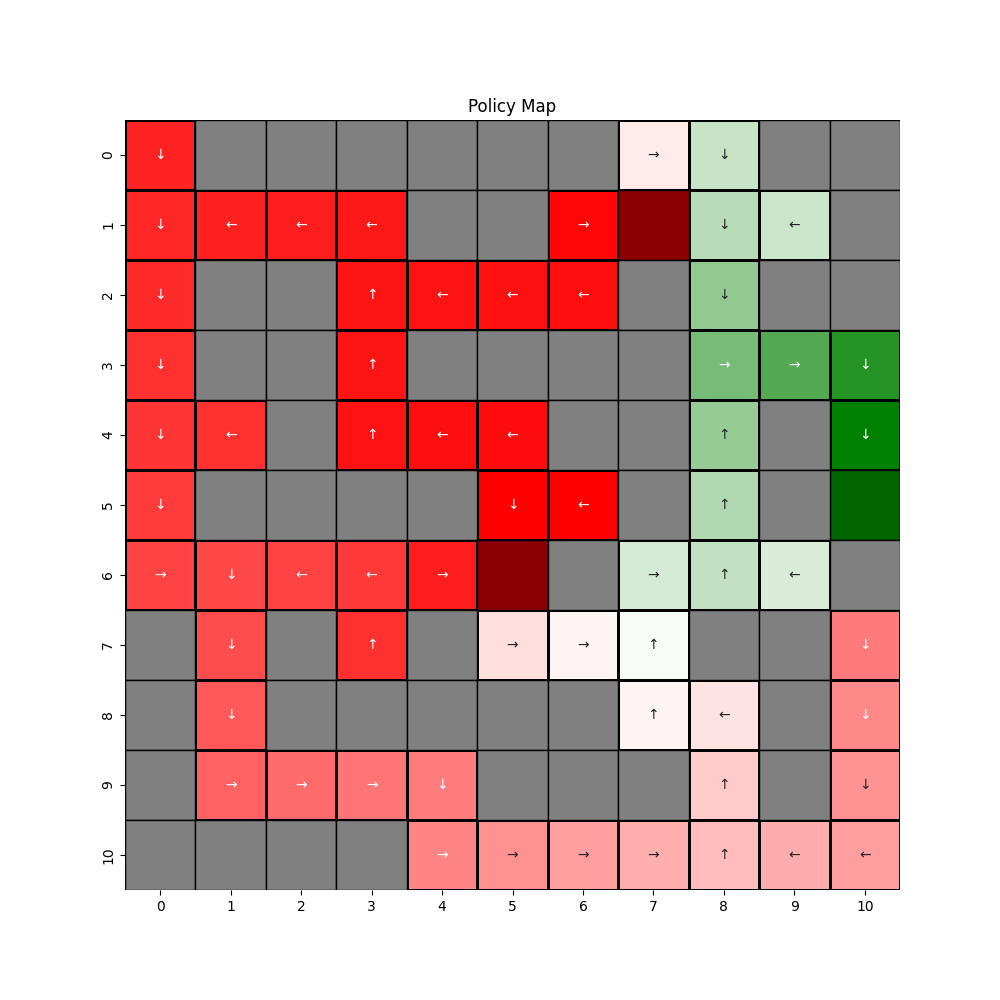 Policy Map
0 ↓ → ↓
1 ↓ ← ← ← → ↓ ←
2 ↓ ↑ ← ← ← ↓
3 ↓ ↑ → → ↓
4 ↓ ← ↑ ← ← ↑ ↓
5 ↓ ↓ ← ↑
6 → ↓ ← ← → → ↑ ←
7 ↓ ↑ → → ↑ ↓
8 ↓ ↑ ← ↓
9 → → → ↓ ↑ ↓
10 → → → → ↑ ← ←
0 1 2 3 4 5 6 7 8 9 10